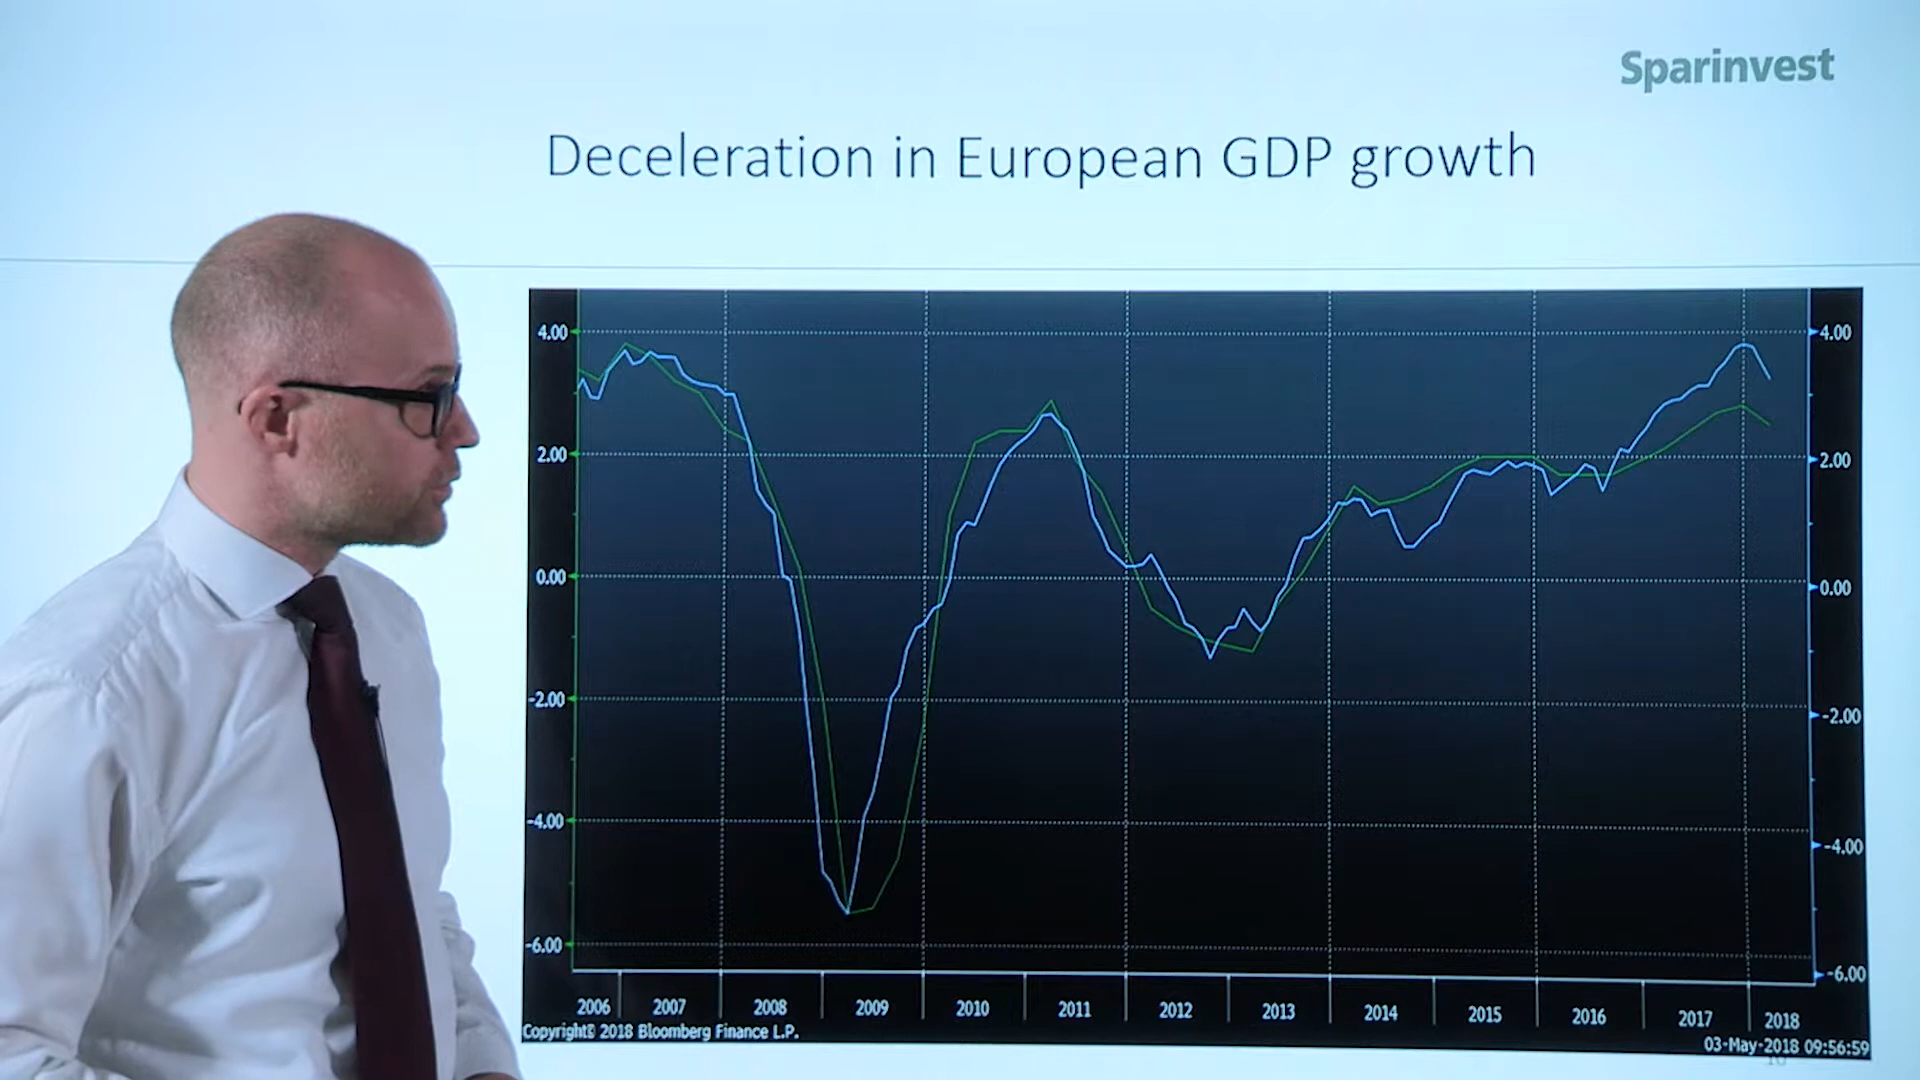 Sparinvest
Deceleration in European GDP growth
4.00 4.00
2.00 2.00
0.00 0.00
-2.00 -2.00
-4.00 -4.00
-6.00 -6.00
2006 2007 2008 2009 2010 2011 2012 2013 2014 2015 2016 2017 2018
Copyright© 2018 Bloomberg Finance L.P.
03-May-2018 09:56:59